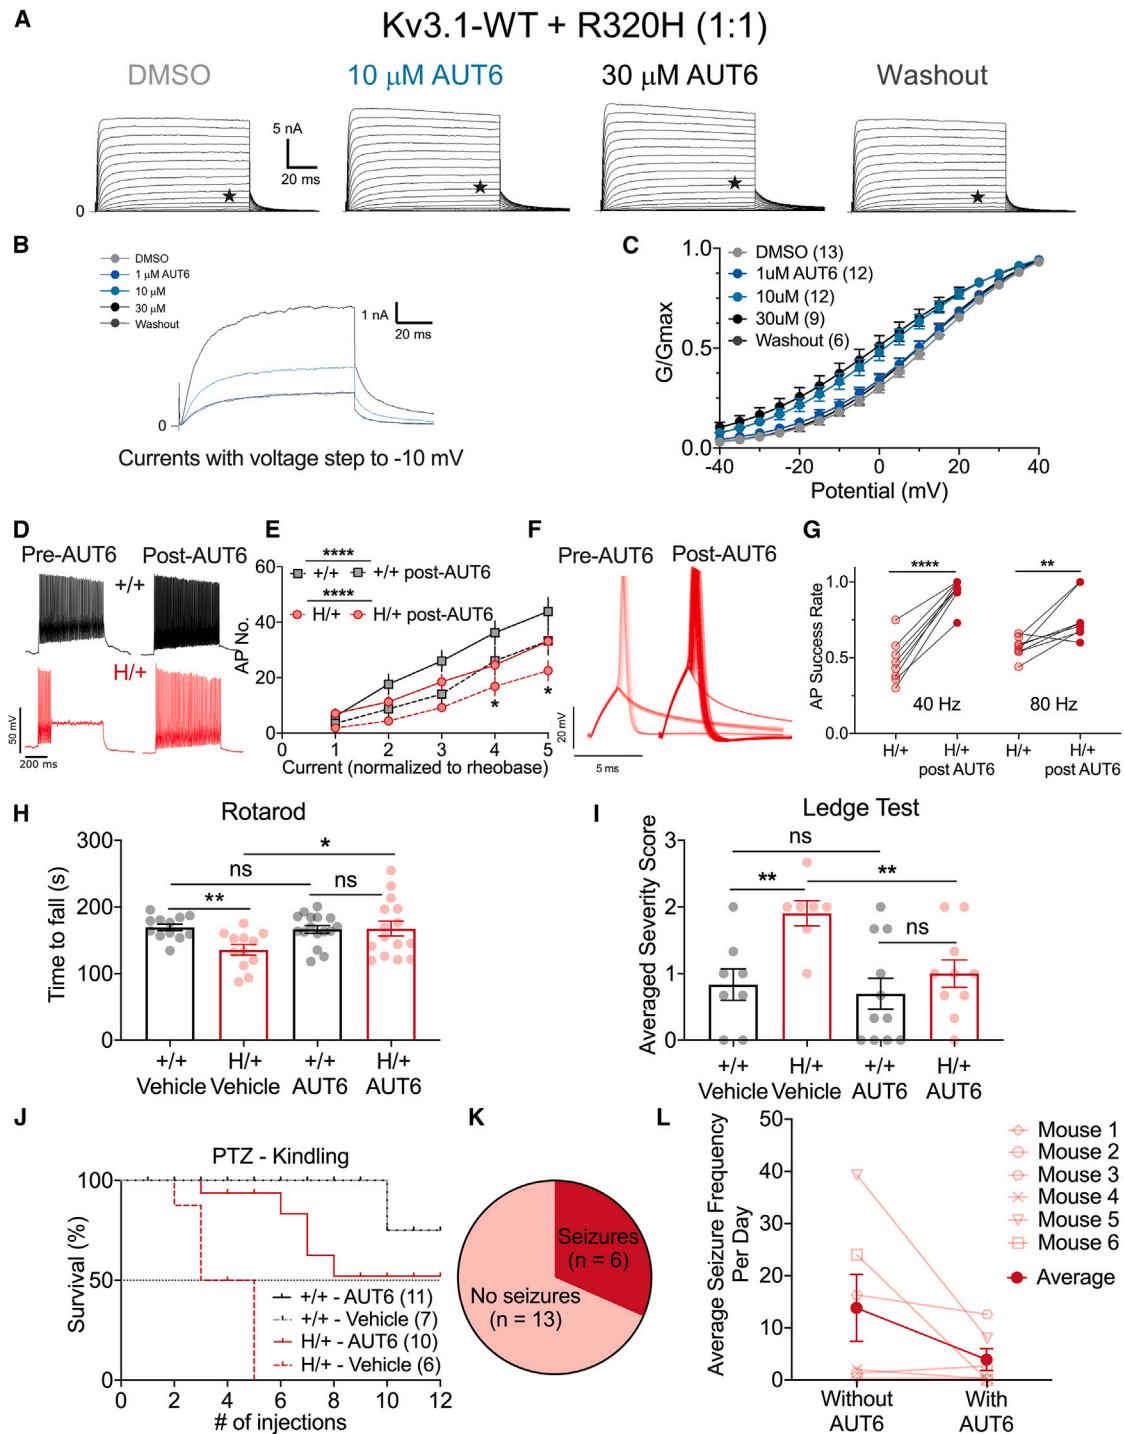 A
Kv3.1-WT + R320H (1:1)
DMSO
10 μM AUT6
30 μM AUT6
Washout
5 nA
20 ms
0
B
DMSO
1 μM AUT6
10 μM
30 μM
Washout
1 nA
20 ms
0
Currents with voltage step to -10 mV
C
1.0
0.5
0.0
G/Gmax
DMSO (13)
1uM AUT6 (12)
10uM (12)
30uM (9)
Washout (6)
-40 -20 0 20 40
Potential (mV)
D
Pre-AUT6 Post-AUT6
+/+
H/+
50 mV
200 ms
E
****
+/+ +/+ post-AUT6
****
H/+ H/+ post-AUT6
60
40
20
0
AP No.
* *
0 1 2 3 4 5
Current (normalized to rheobase)
F
Pre-AUT6 Post-AUT6
20 mV
5 ms
G
**** **
1.0
0.5
0.0
AP Success Rate
40 Hz 80 Hz
H/+ H/+ H/+ H/+
post AUT6 post AUT6
H
Rotarod
300
200
100
0
Time to fall (s)
*
ns
** ns
+/+ H/+ +/+ H/+
Vehicle Vehicle AUT6 AUT6
I
Ledge Test
3
2
1
0
Averaged Severity Score
ns
** **
ns
+/+ H/+ +/+ H/+
Vehicle Vehicle AUT6 AUT6
J
PTZ - Kindling
100
50
0
Survival (%)
+/+ - AUT6 (11)
+/+ - Vehicle (7)
H/+ - AUT6 (10)
H/+ - Vehicle (6)
0 2 4 6 8 10 12
# of injections
K
Seizures
(n = 6)
No seizures
(n = 13)
L
50
40
30
20
10
0
Average Seizure Frequency
Per Day
Mouse 1
Mouse 2
Mouse 3
Mouse 4
Mouse 5
Mouse 6
Average
Without With
AUT6 AUT6